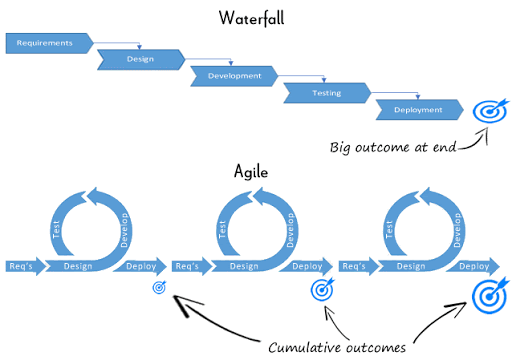 Waterfall
Requirements
Design
Development
Testing
Deployment
Big outcome at end
Agile
Test
Develop
Req's
Design
Deploy
Test
Develop
Req's
Design
Deploy
Test
Develop
Req's
Design
Deploy
Cumulative outcomes